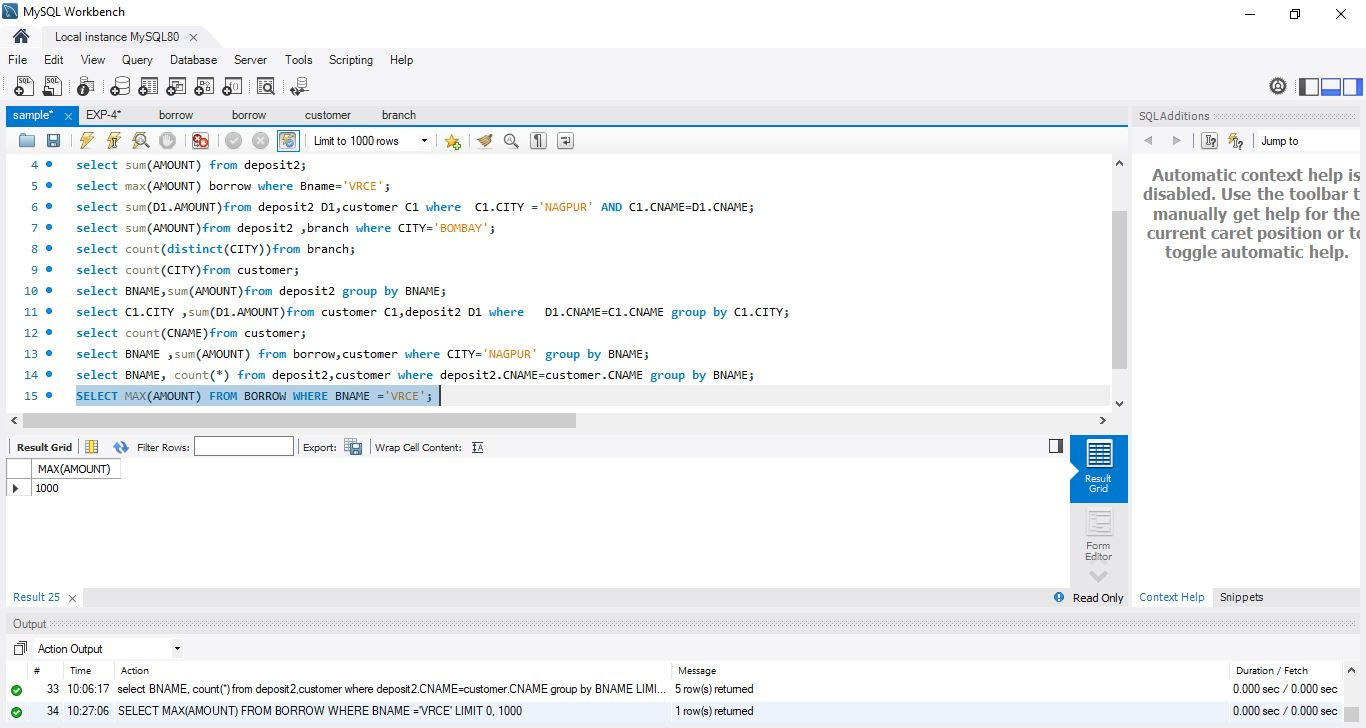 MySQL Workbench
Local instance MySQL80
File Edit View Query Database Server Tools Scripting Help
sample* EXP-4* borrow borrow customer branch
SQLAdditions
Limit to 1000 rows
Jump to
4 select sum(AMOUNT) from deposit2;
5 select max(AMOUNT) borrow where Bname='VRCE';
6 select sum(D1.AMOUNT)from deposit2 D1,customer C1 where  C1.CITY ='NAGPUR' AND C1.CNAME=D1.CNAME;
7 select sum(AMOUNT)from deposit2 ,branch where CITY='BOMBAY';
8 select count(distinct(CITY))from branch;
9 select count(CITY)from customer;
10 select BNAME,sum(AMOUNT)from deposit2 group by BNAME;
11 select C1.CITY ,sum(D1.AMOUNT)from customer C1,deposit2 D1 where   D1.CNAME=C1.CNAME group by C1.CITY;
12 select count(CNAME)from customer;
13 select BNAME ,sum(AMOUNT) from borrow,customer where CITY='NAGPUR' group by BNAME;
14 select BNAME, count(*) from deposit2,customer where deposit2.CNAME=customer.CNAME group by BNAME;
15 SELECT MAX(AMOUNT) FROM BORROW WHERE BNAME ='VRCE';
Automatic context help is
disabled. Use the toolbar t
manually get help for the
current caret position or to
toggle automatic help.
Result Grid Filter Rows: Export: Wrap Cell Content:
MAX(AMOUNT)
1000
Result
Grid
Form
Editor
Result 25
Read Only
Context Help Snippets
Output
Action Output
# Time Action Message Duration / Fetch
33 10:06:17 select BNAME, count(*) from deposit2,customer where deposit2.CNAME=customer.CNAME group by BNAME LIMI... 5 row(s) returned 0.000 sec / 0.000 sec
34 10:27:06 SELECT MAX(AMOUNT) FROM BORROW WHERE BNAME ='VRCE' LIMIT 0, 1000 1 row(s) returned 0.000 sec / 0.000 sec